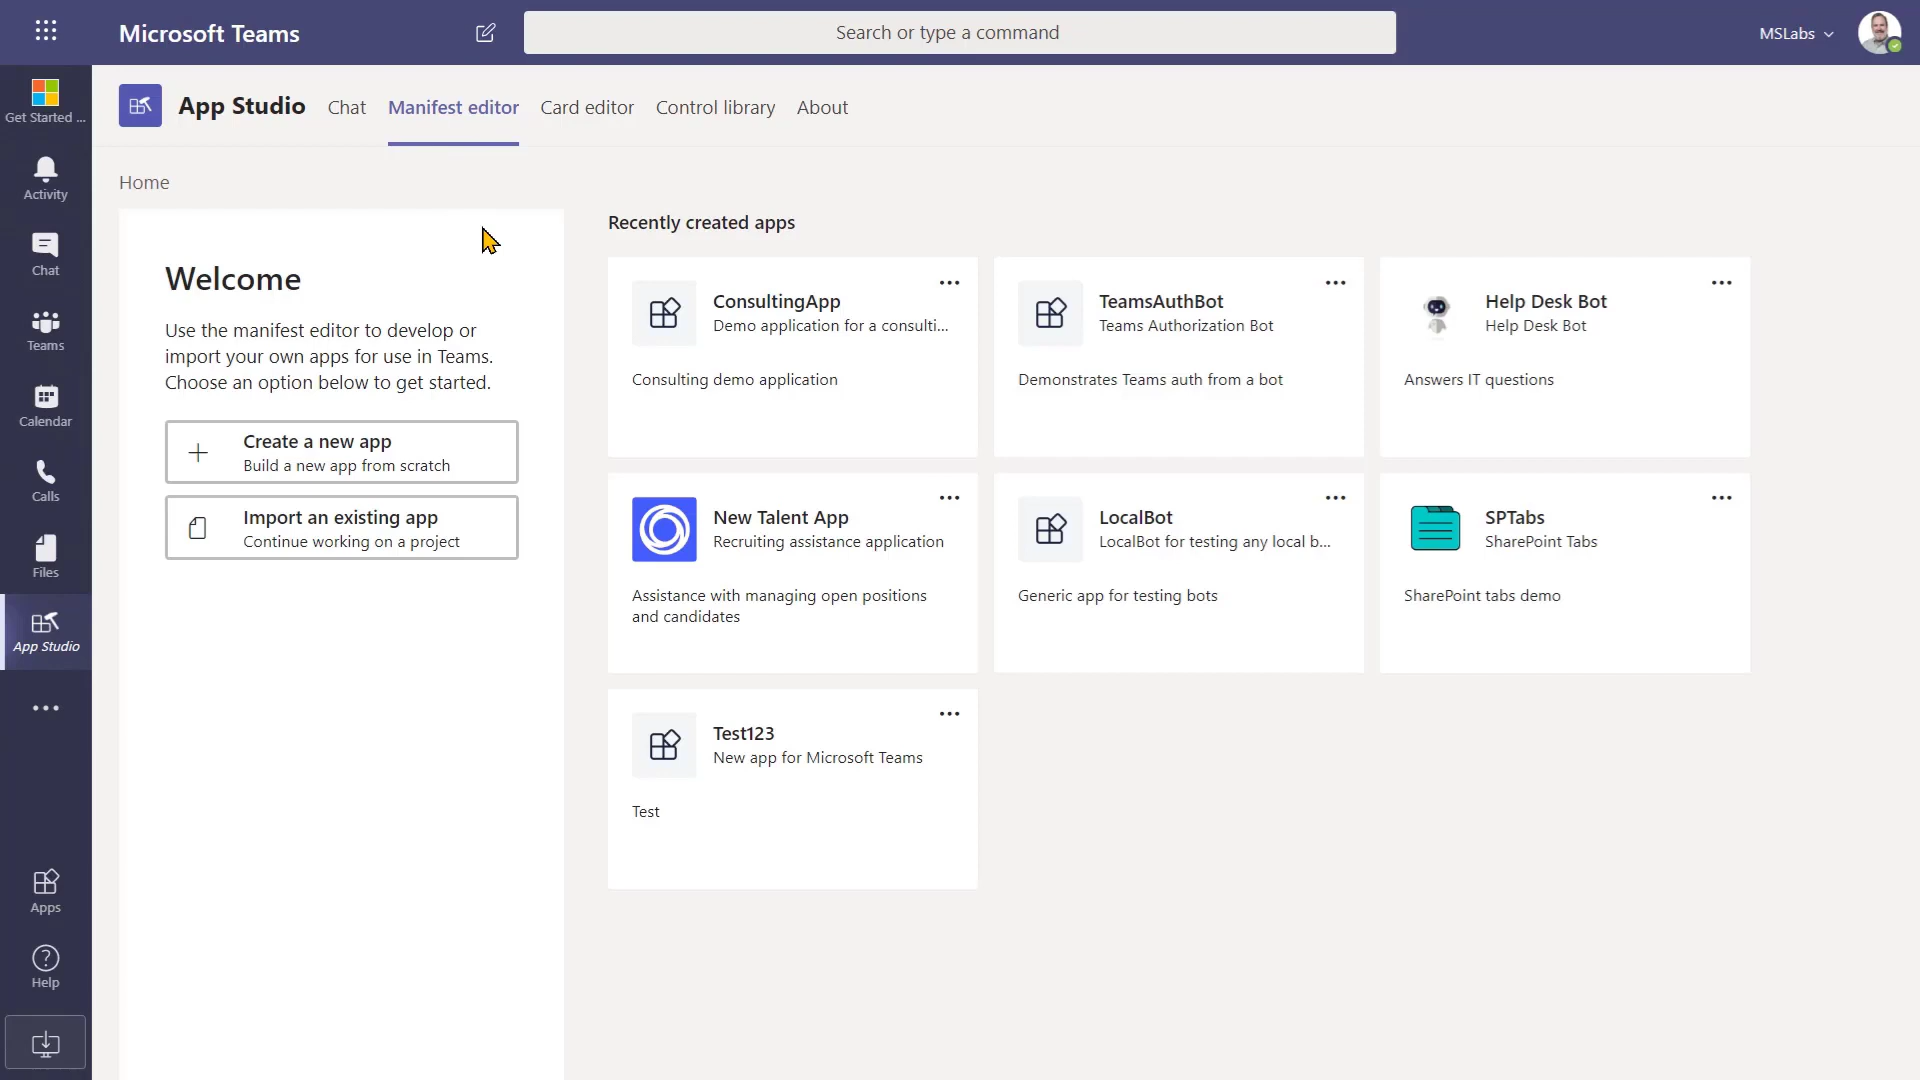 Microsoft Teams
Search or type a command
MSLabs
Get Started ...
Activity
Chat
Teams
Calendar
Calls
Files
App Studio
Apps
Help
App Studio
Chat
Manifest editor
Card editor
Control library
About
Home
Welcome
Use the manifest editor to develop or
import your own apps for use in Teams.
Choose an option below to get started.
Create a new app
Build a new app from scratch
Import an existing app
Continue working on a project
Recently created apps
ConsultingApp
Demo application for a consulti...
Consulting demo application
TeamsAuthBot
Teams Authorization Bot
Demonstrates Teams auth from a bot
Help Desk Bot
Help Desk Bot
Answers IT questions
New Talent App
Recruiting assistance application
Assistance with managing open positions
and candidates
LocalBot
LocalBot for testing any local b...
Generic app for testing bots
SPTabs
SharePoint Tabs
SharePoint tabs demo
Test123
New app for Microsoft Teams
Test